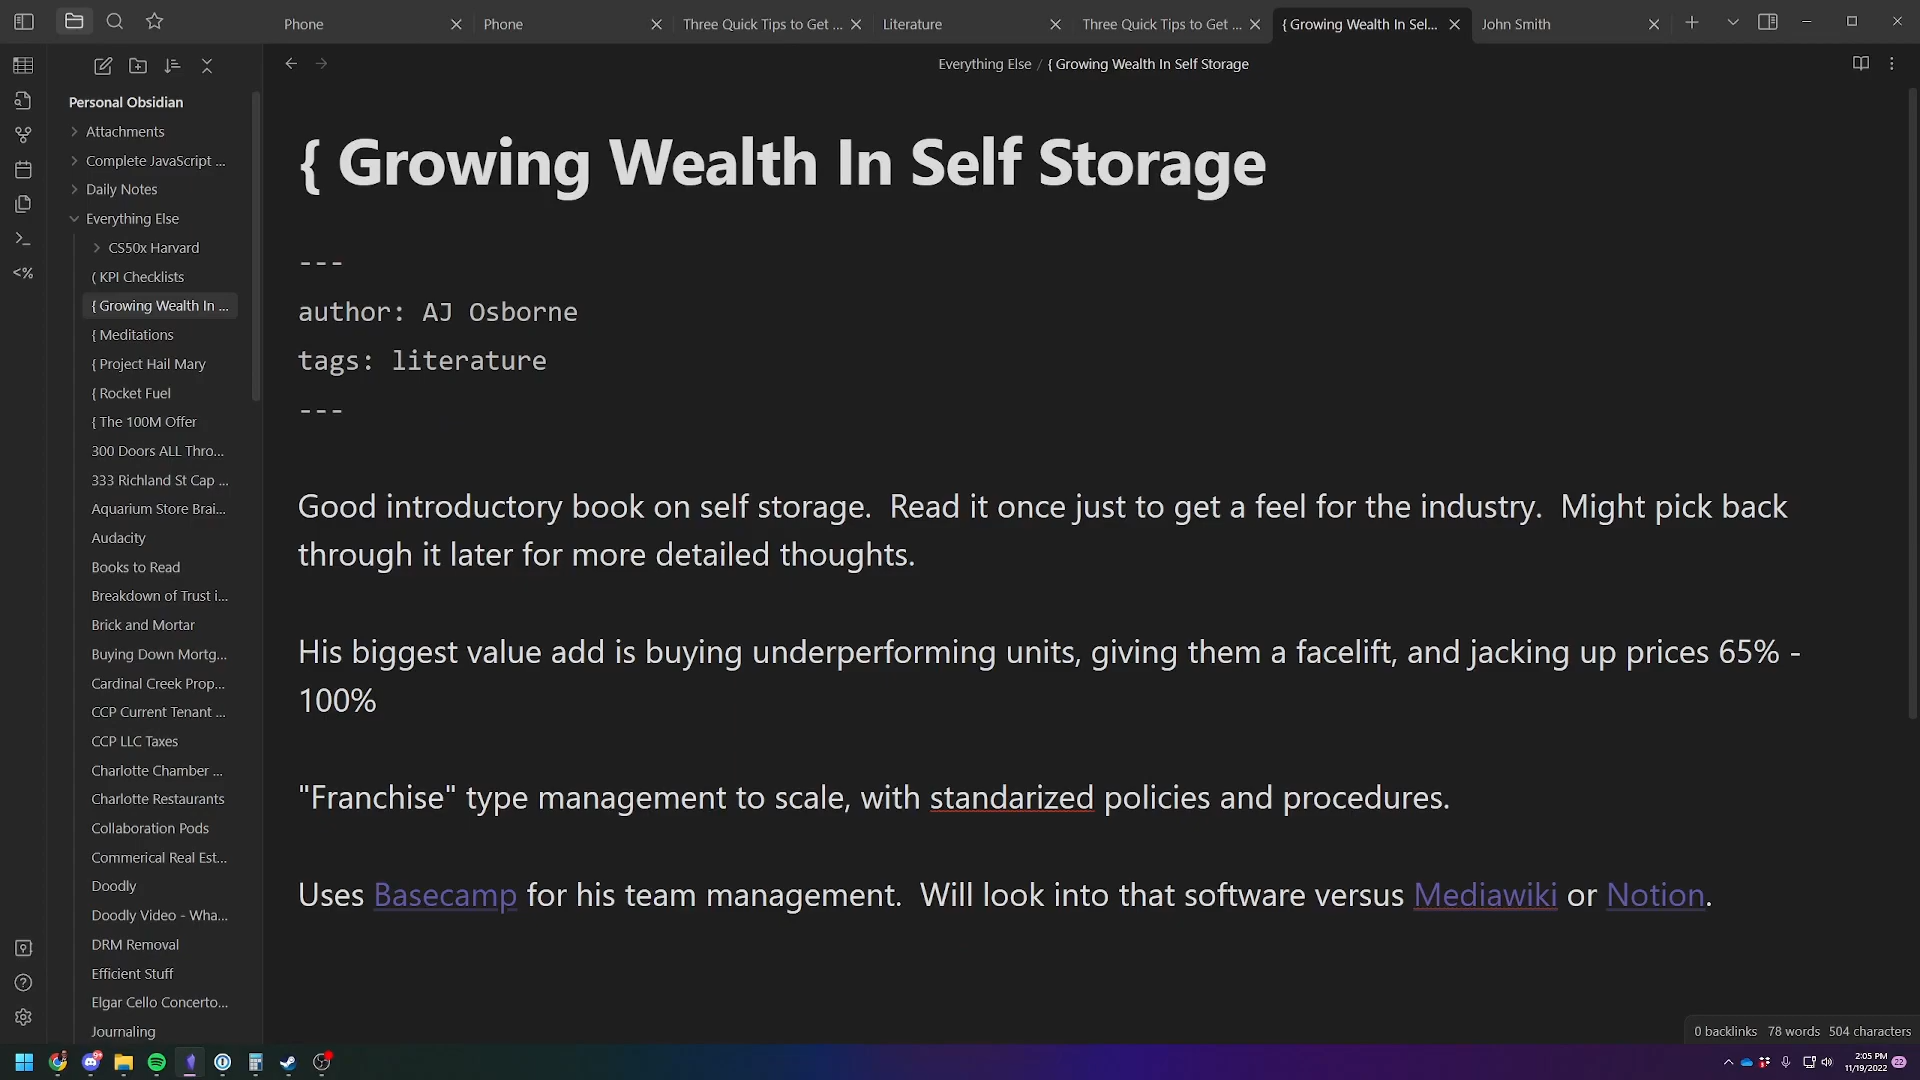 Phone
Phone
Three Quick Tips to Get ...
Literature
Three Quick Tips to Get ...
{ Growing Wealth In Sel...
John Smith
Everything Else / { Growing Wealth In Self Storage
Personal Obsidian
Attachments
Complete JavaScript ...
Daily Notes
Everything Else
CS50x Harvard
( KPI Checklists
{ Growing Wealth In ...
{ Meditations
{ Project Hail Mary
{ Rocket Fuel
{ The 100M Offer
300 Doors ALL Thro...
333 Richland St Cap ...
Aquarium Store Brai...
Audacity
Books to Read
Breakdown of Trust i...
Brick and Mortar
Buying Down Mortg...
Cardinal Creek Prop...
CCP Current Tenant ...
CCP LLC Taxes
Charlotte Chamber ...
Charlotte Restaurants
Collaboration Pods
Commerical Real Est...
Doodly
Doodly Video - Wha...
DRM Removal
Efficient Stuff
Elgar Cello Concerto...
Journaling
{ Growing Wealth In Self Storage
---
author: AJ Osborne
tags: literature
---
Good introductory book on self storage.  Read it once just to get a feel for the industry.  Might pick back
through it later for more detailed thoughts.
His biggest value add is buying underperforming units, giving them a facelift, and jacking up prices 65% -
100%
"Franchise" type management to scale, with standarized policies and procedures.
Uses Basecamp for his team management.  Will look into that software versus Mediawiki or Notion.
0 backlinks 78 words 504 characters
2:05 PM
11/19/2022
22